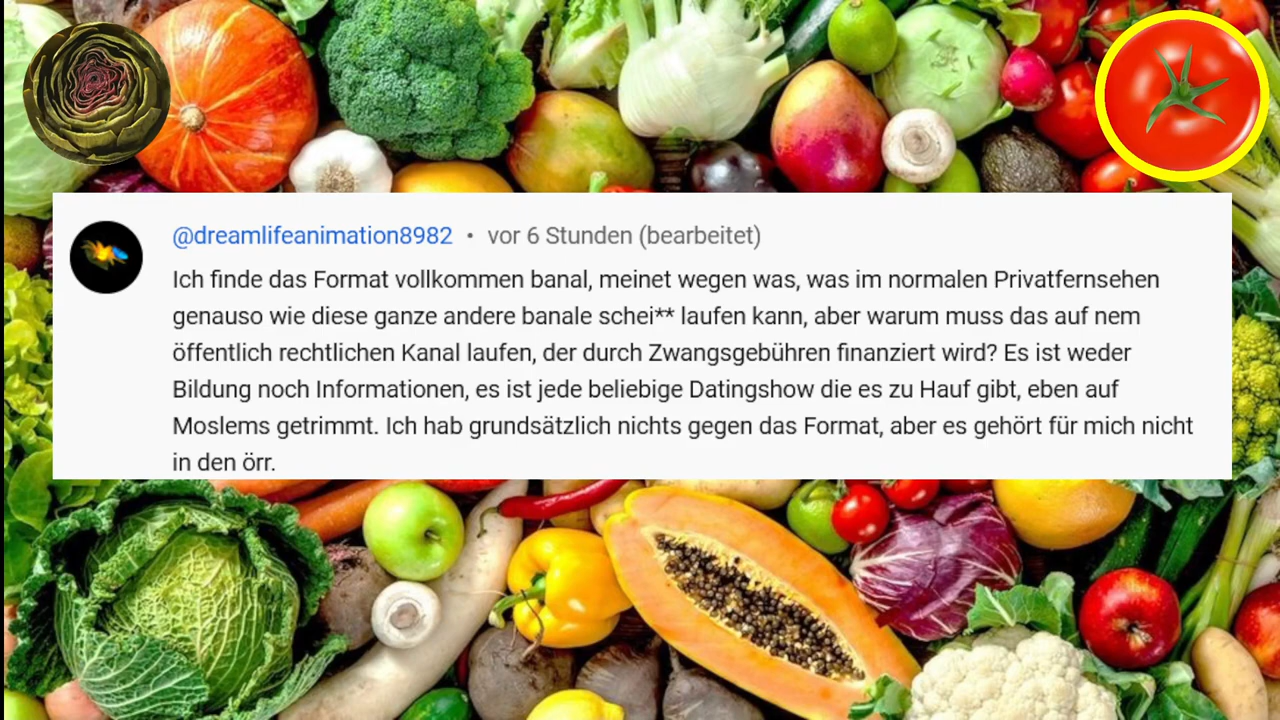 @dreamlifeanimation8982 • vor 6 Stunden (bearbeitet)
Ich finde das Format vollkommen banal, meinet wegen was, was im normalen Privatfernsehen
genauso wie diese ganze andere banale schei** laufen kann, aber warum muss das auf nem
öffentlich rechtlichen Kanal laufen, der durch Zwangsgebühren finanziert wird? Es ist weder
Bildung noch Informationen, es ist jede beliebige Datingshow die es zu Hauf gibt, eben auf
Moslems getrimmt. Ich hab grundsätzlich nichts gegen das Format, aber es gehört für mich nicht
in den örr.